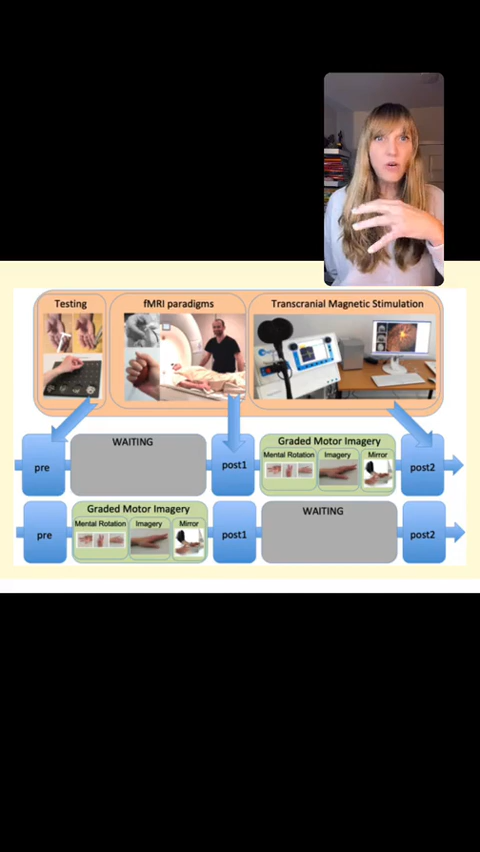 Testing
fMRI paradigms
Transcranial Magnetic Stimulation
pre
WAITING
post1
Graded Motor Imagery
Mental Rotation
Imagery
Mirror
post2
pre
Graded Motor Imagery
Mental Rotation
Imagery
Mirror
post1
WAITING
post2